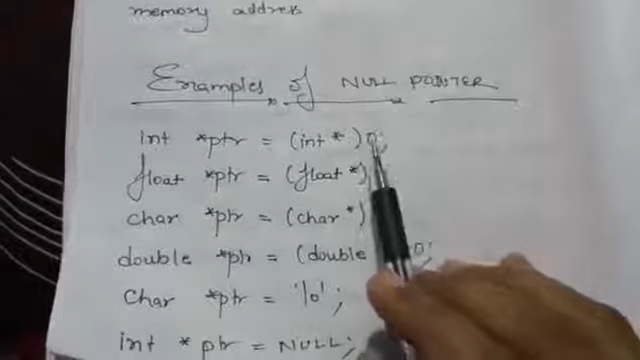 memory address
Examples of NULL POINTER
int *ptr = (int *)0;
float *ptr = (float *)
char *ptr = (char *)
double *ptr = (double 0;
char *ptr = '\0';
int * ptr = NULL;